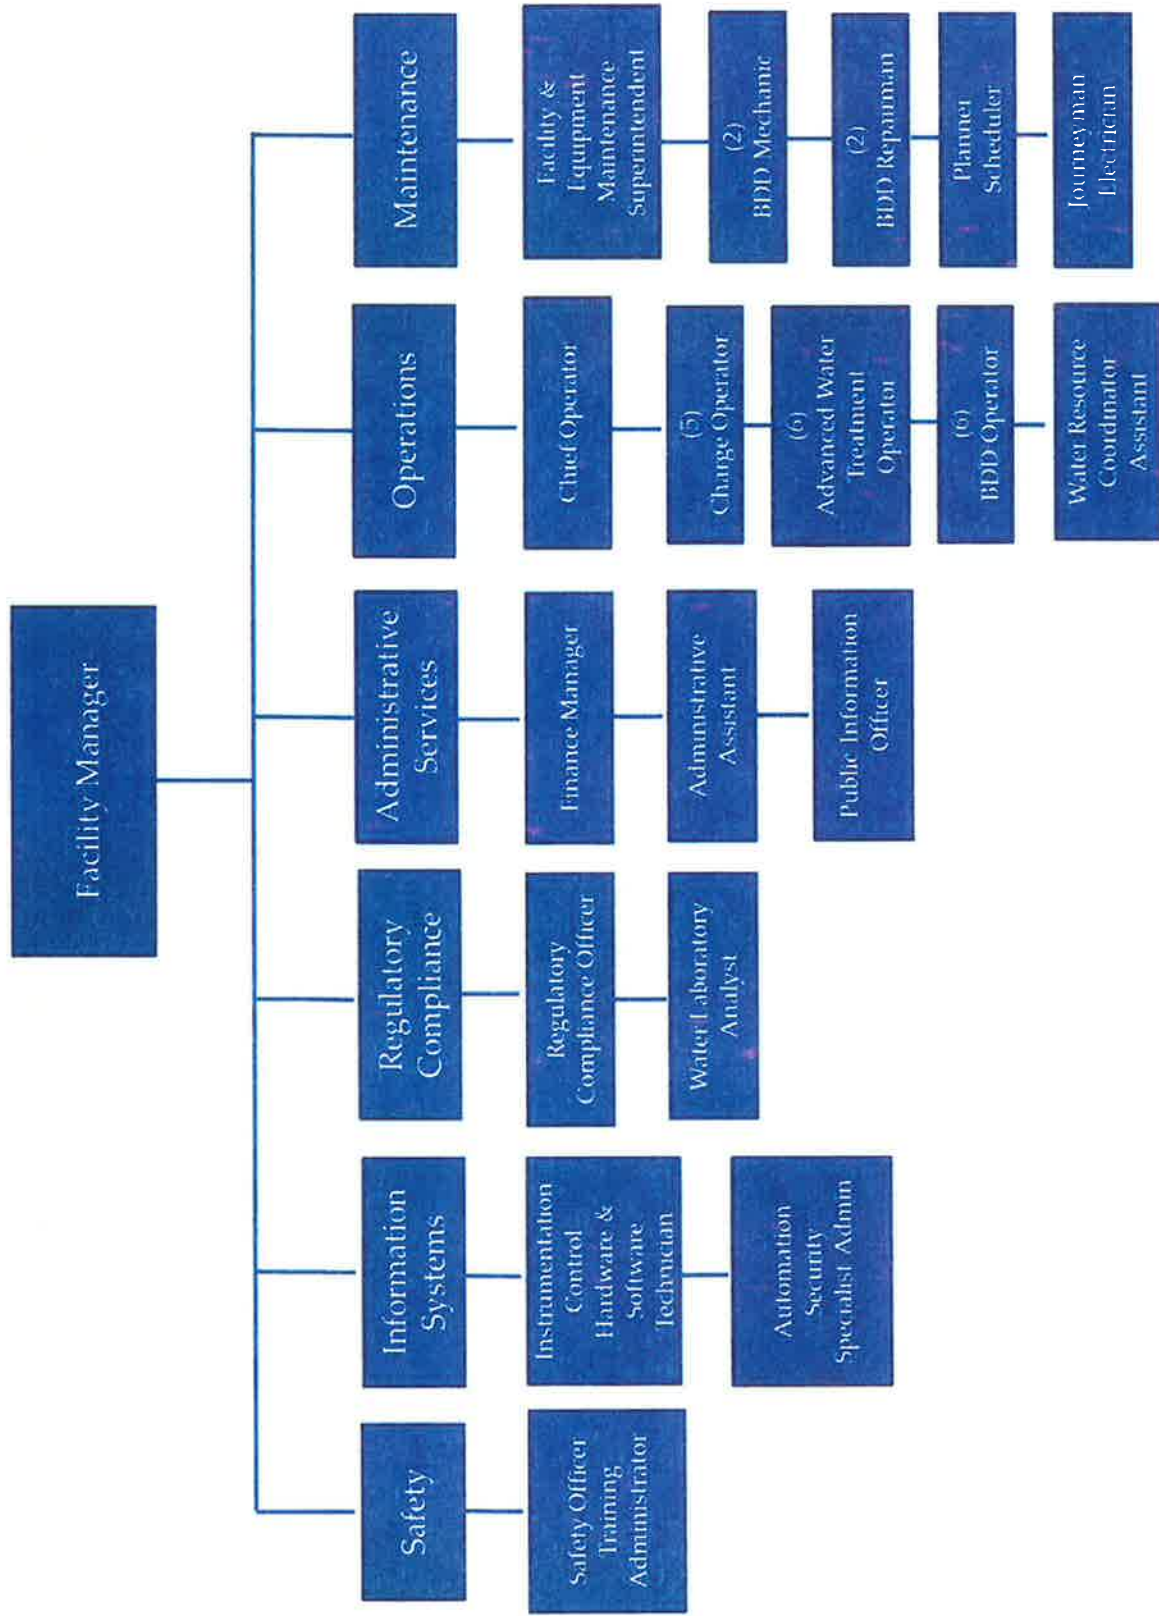 Facility Manager
Safety
Information
Systems
Regulatory
Compliance
Administrative
Services
Operations
Maintenance
Safety Officer
Training
Administrator
Instrumentation
Control
Hardware &
Software
Technician
Automation
Security
Specialist Admin
Regulatory
Compliance Officer
Water Laboratory
Analyst
Finance Manager
Administrative
Assistant
Public Information
Officer
Chief Operator
(5)
Charge Operator
(6)
Advanced Water
Treatment
Operator
(6)
BDD Operator
Water Resource
Coordinator
Assistant
Facility &
Equipment
Maintenance
Superintendent
(2)
BDD Mechanic
(2)
BDD Repairman
Planner
Scheduler
Journeyman
Electrician